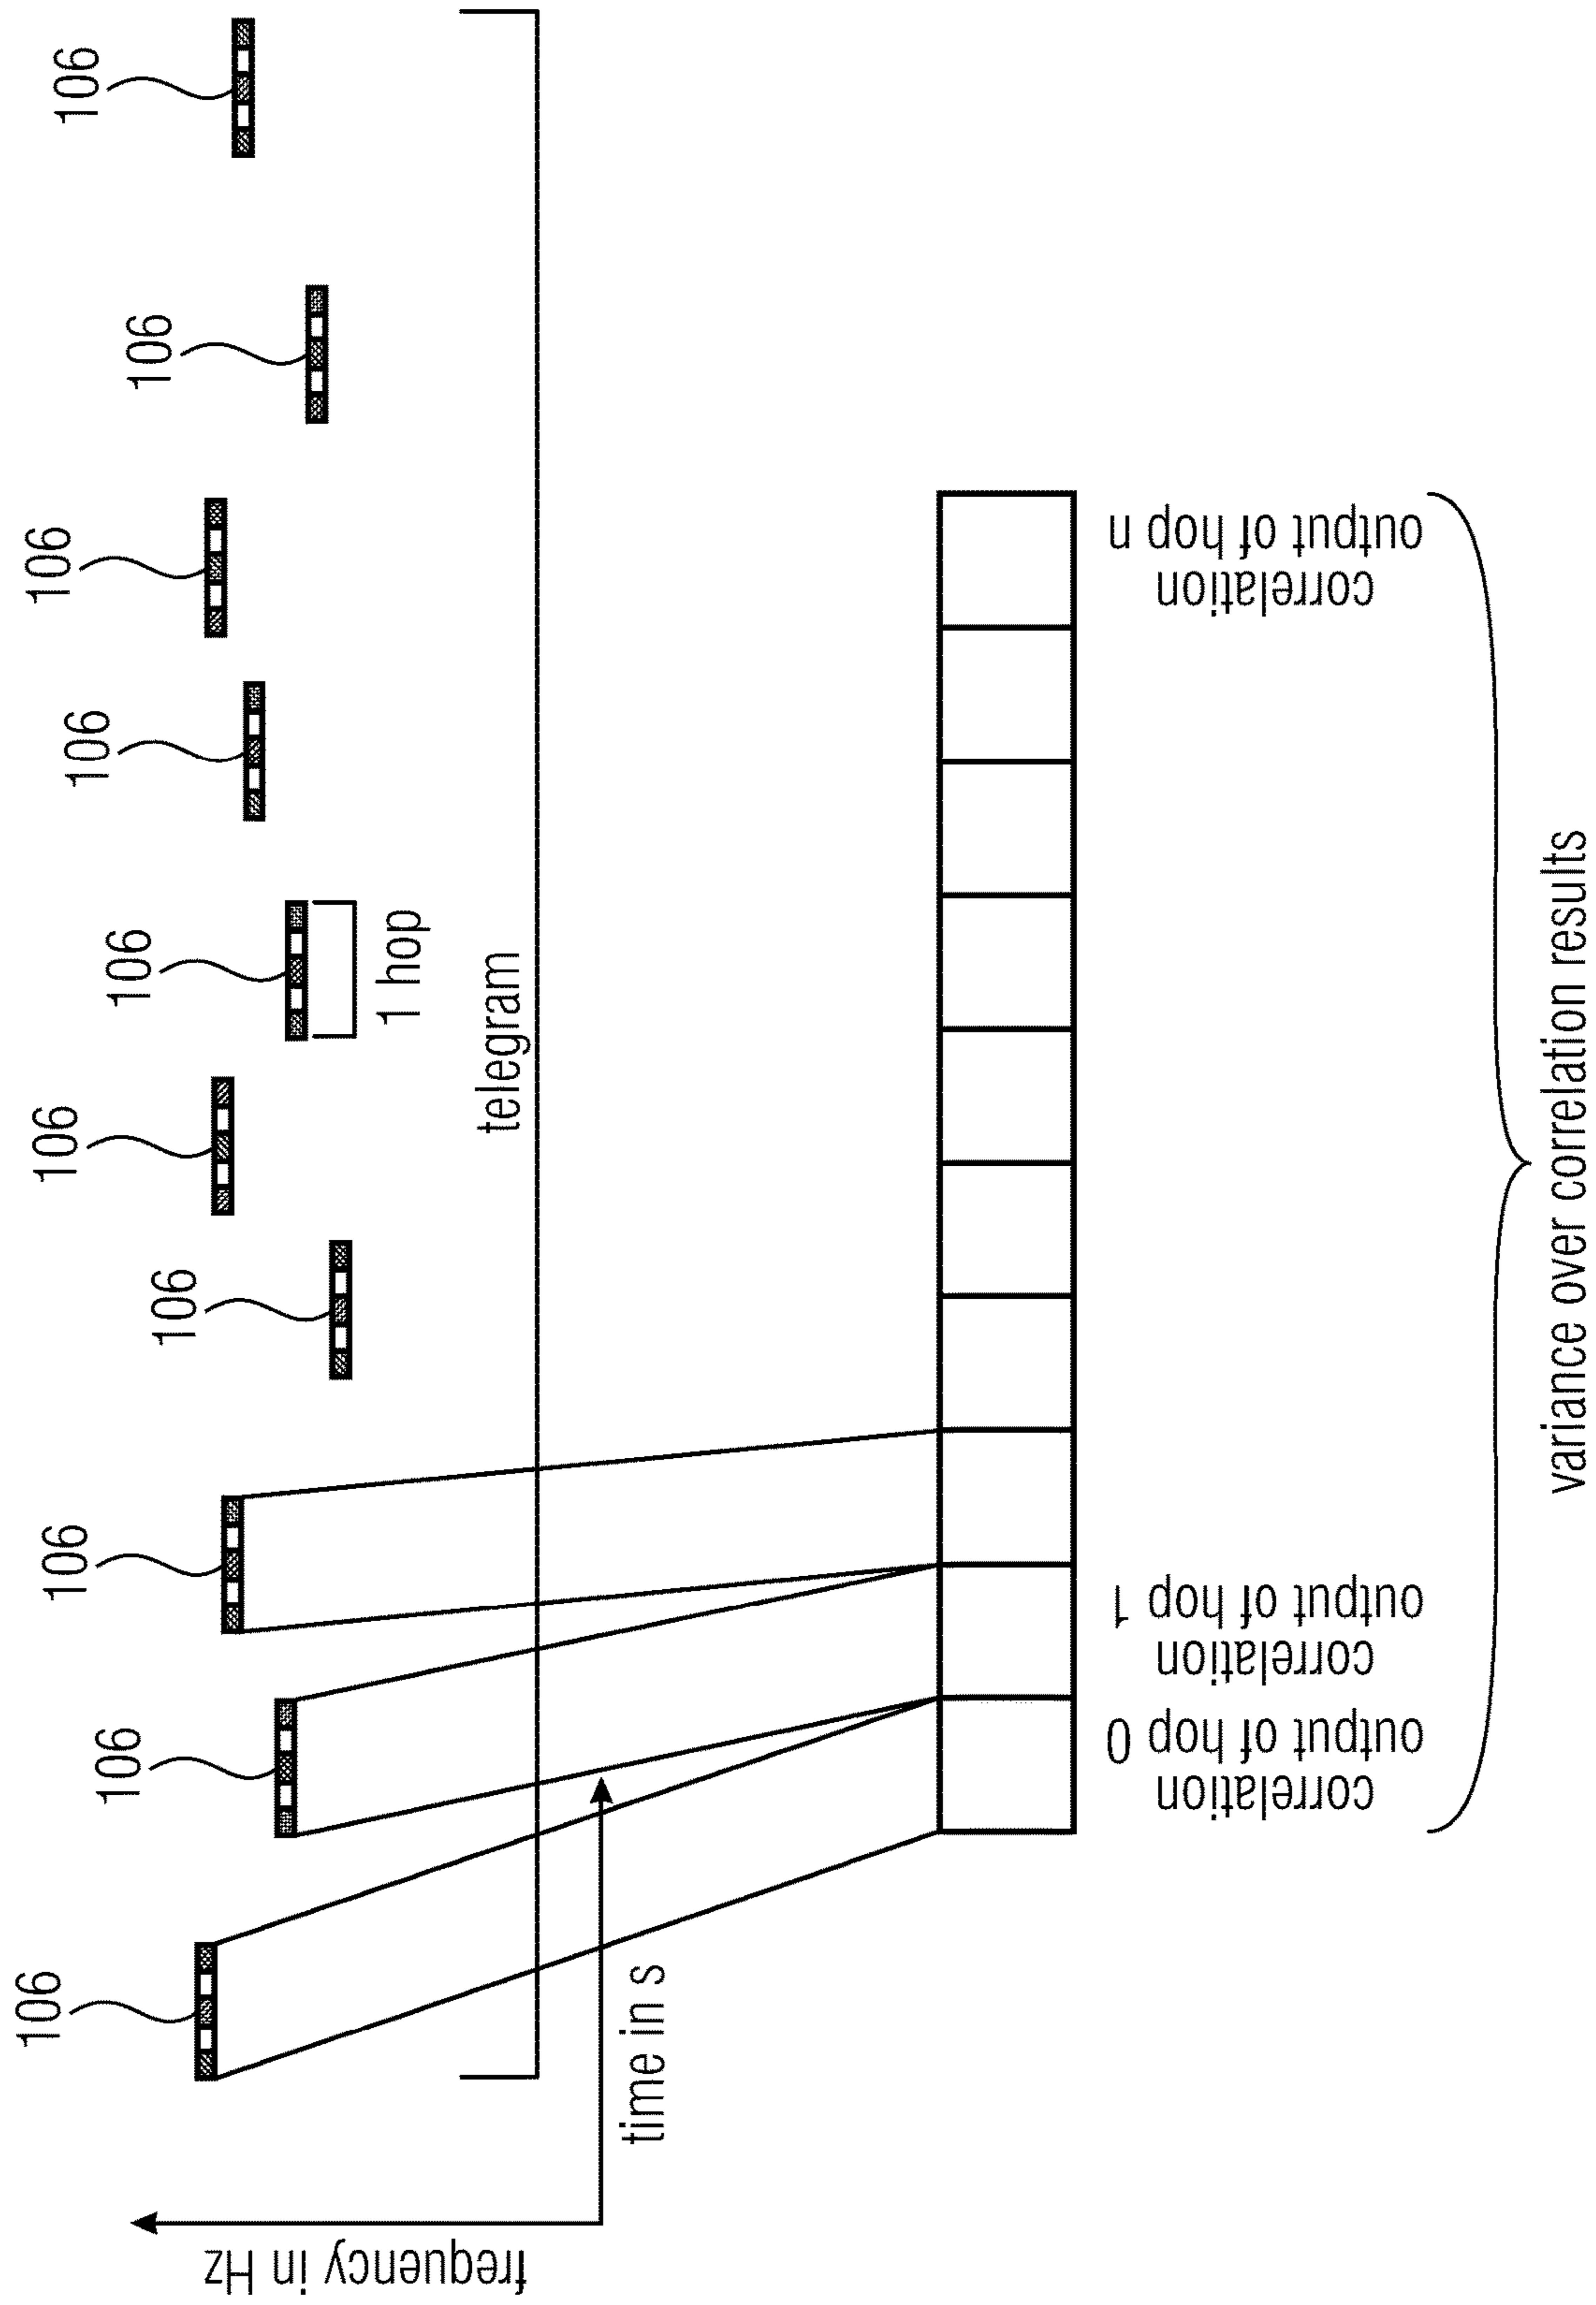 106
106
106
106
106
106
106
106
106
106
1 hop
telegram
frequency in Hz
time in s
correlation
output of hop 0
correlation
output of hop 1
correlation
output of hop n
variance over correlation results